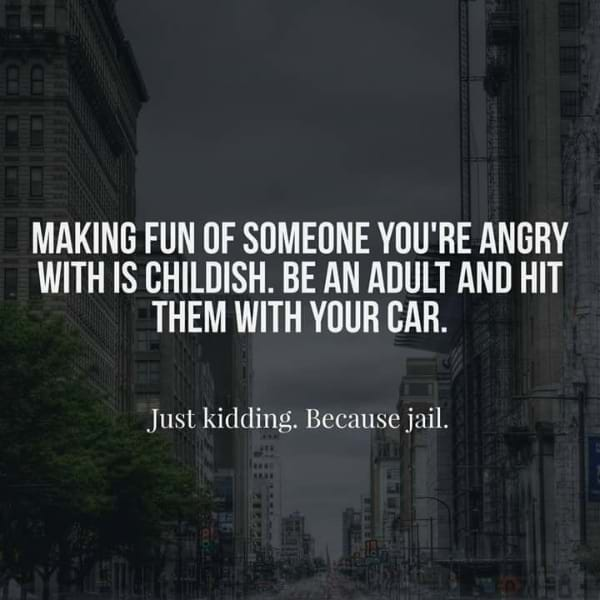 MAKING FUN OF SOMEONE YOU'RE ANGRY
WITH IS CHILDISH. BE AN ADULT AND HIT
THEM WITH YOUR CAR.
Just kidding. Because jail.